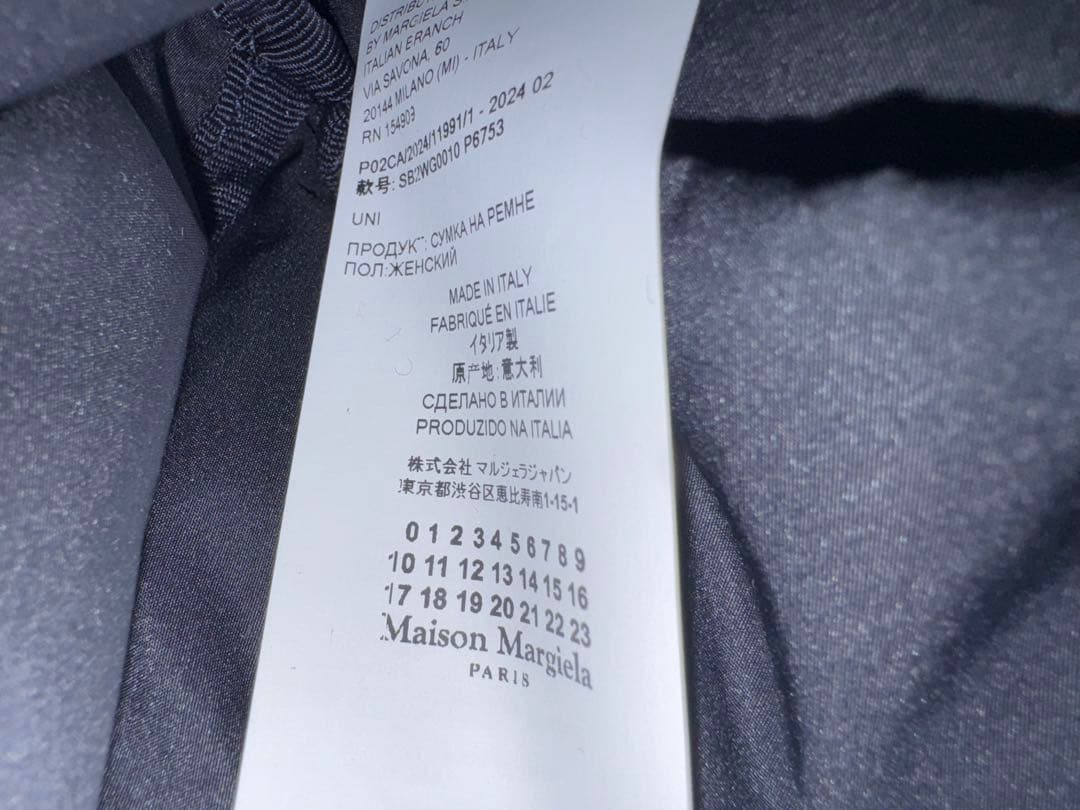 DISTRIBUT
BY MARGIELA S.
ITALIAN BRANCH
VIA SAVONA, 60
20144 MILANO (MI) - ITALY
RN 154909
P02CA/2024/11991/1 - 2024 02
款号: SB2WG0010 P6753
UNI
ПРОДУКТ: СУМКА НА РЕМНЕ
ПОЛ:ЖЕНСКИЙ
MADE IN ITALY
FABRIQUÉ EN ITALIE
イタリア製
原产地:意大利
СДЕЛАНО В ИТАЛИИ
PRODUZIDO NA ITALIA
株式会社 マルジェラジャパン
東京都渋谷区恵比寿南1-15-1
0 1 2 3 4 5 6 7 8 9
10 11 12 13 14 15 16
17 18 19 20 21 22 23
Maison Margiela
PARIS